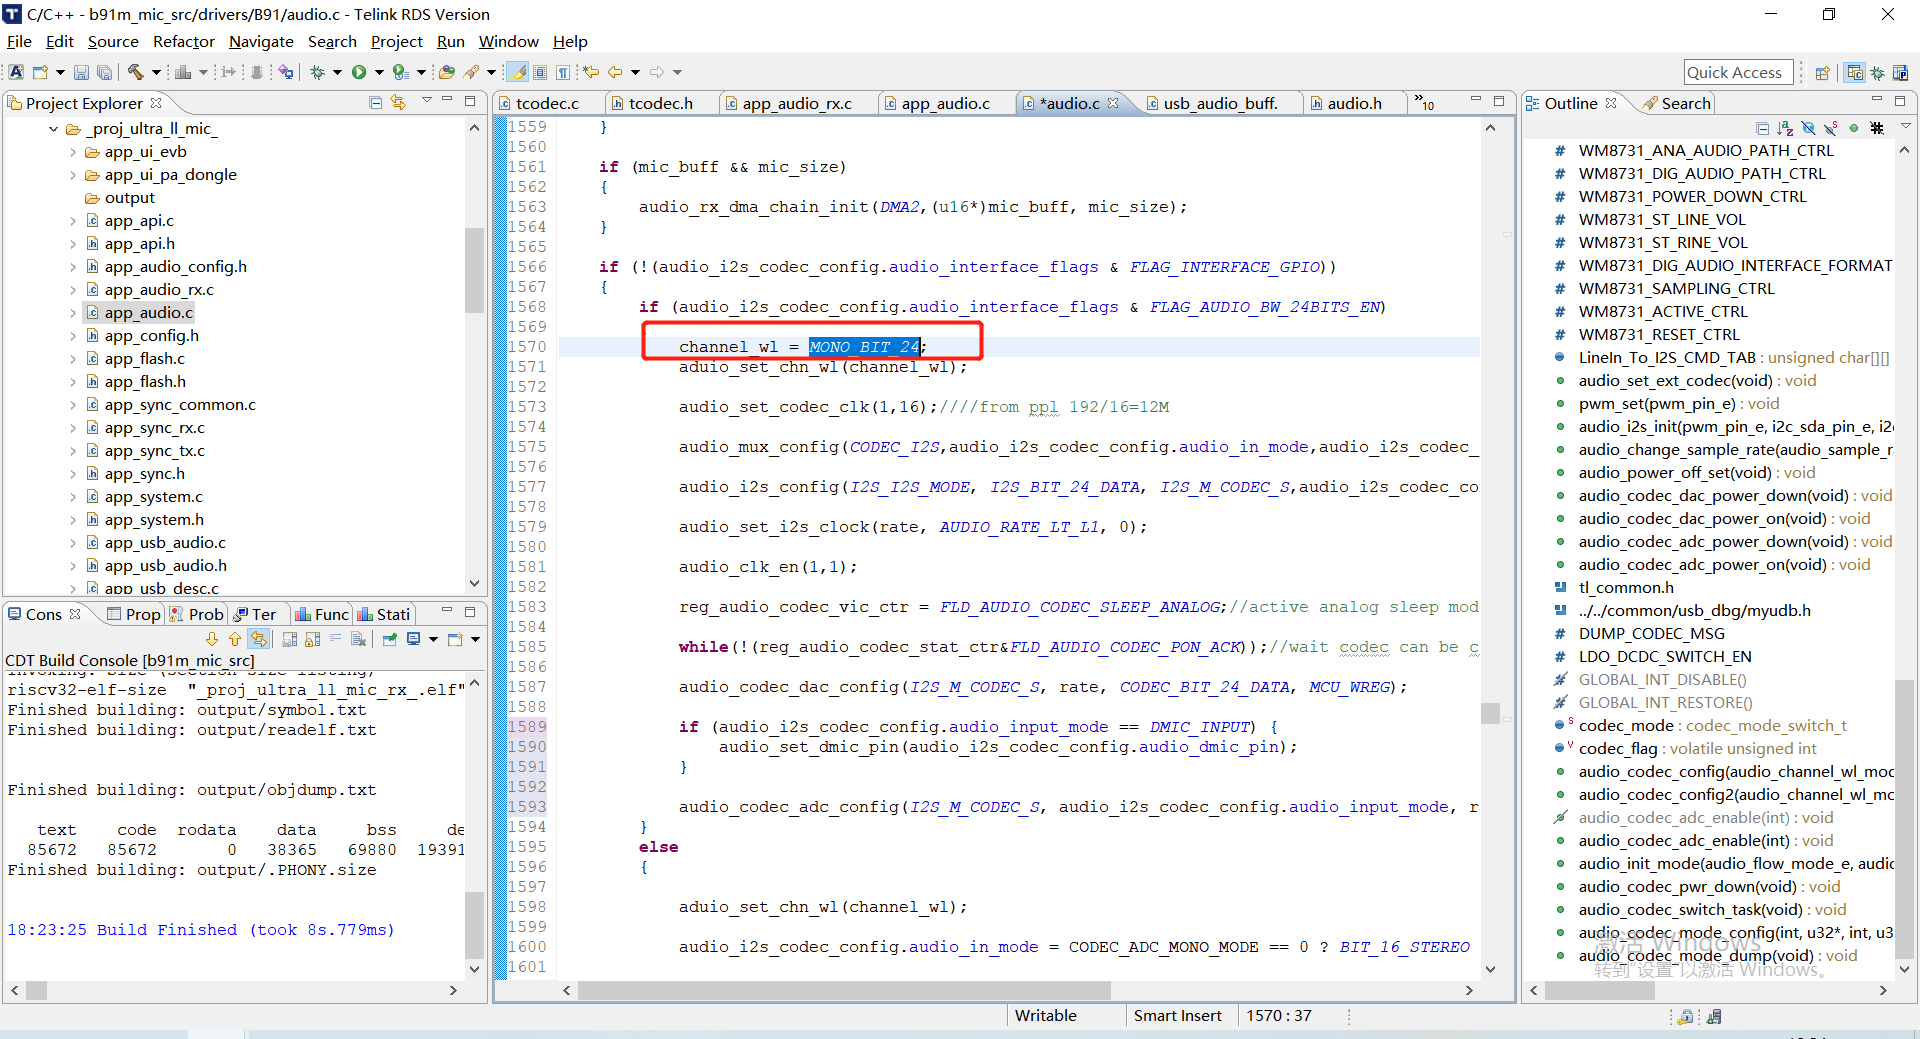 C/C++ - b91m_mic_src/drivers/B91/audio.c - Telink RDS Version
File Edit Source Refactor Navigate Search Project Run Window Help
Quick Access
Project Explorer
_proj_ultra_ll_mic_
app_ui_evb
app_ui_pa_dongle
output
app_api.c
app_api.h
app_audio_config.h
app_audio_rx.c
app_audio.c
app_config.h
app_flash.c
app_flash.h
app_sync_common.c
app_sync_rx.c
app_sync_tx.c
app_sync.h
app_system.c
app_system.h
app_usb_audio.c
app_usb_audio.h
app_usb_desc.c
Cons Prop Prob Ter Func Stati
CDT Build Console [b91m_mic_src]
Invoking: Size (Section size listing)
riscv32-elf-size "_proj_ultra_ll_mic_rx_.elf"
Finished building: output/symbol.txt
Finished building: output/readelf.txt
Finished building: output/objdump.txt
text code rodata data bss de
85672 85672 0 38365 69880 19391
Finished building: output/.PHONY.size
18:23:25 Build Finished (took 8s.779ms)
tcodec.c tcodec.h app_audio_rx.c app_audio.c *audio.c usb_audio_buff. audio.h »10
1559 }
1560
1561 if (mic_buff && mic_size)
1562 {
1563 audio_rx_dma_chain_init(DMA2,(u16*)mic_buff, mic_size);
1564 }
1565
1566 if (!(audio_i2s_codec_config.audio_interface_flags & FLAG_INTERFACE_GPIO))
1567 {
1568 if (audio_i2s_codec_config.audio_interface_flags & FLAG_AUDIO_BW_24BITS_EN)
1569
1570 channel_wl = MONO_BIT_24;
1571 aduio_set_chn_wl(channel_wl);
1572
1573 audio_set_codec_clk(1,16);////from ppl 192/16=12M
1574
1575 audio_mux_config(CODEC_I2S,audio_i2s_codec_config.audio_in_mode,audio_i2s_codec_
1576
1577 audio_i2s_config(I2S_I2S_MODE, I2S_BIT_24_DATA, I2S_M_CODEC_S,audio_i2s_codec_co
1578
1579 audio_set_i2s_clock(rate, AUDIO_RATE_LT_L1, 0);
1580
1581 audio_clk_en(1,1);
1582
1583 reg_audio_codec_vic_ctr = FLD_AUDIO_CODEC_SLEEP_ANALOG;//active analog sleep mod
1584
1585 while(!(reg_audio_codec_stat_ctr&FLD_AUDIO_CODEC_PON_ACK));//wait codec can be c
1586
1587 audio_codec_dac_config(I2S_M_CODEC_S, rate, CODEC_BIT_24_DATA, MCU_WREG);
1588
1589 if (audio_i2s_codec_config.audio_input_mode == DMIC_INPUT) {
1590 audio_set_dmic_pin(audio_i2s_codec_config.audio_dmic_pin);
1591 }
1592
1593 audio_codec_adc_config(I2S_M_CODEC_S, audio_i2s_codec_config.audio_input_mode, r
1594 }
1595 else
1596 {
1597
1598 aduio_set_chn_wl(channel_wl);
1599
1600 audio_i2s_codec_config.audio_in_mode = CODEC_ADC_MONO_MODE == 0 ? BIT_16_STEREO
1601
Outline Search
WM8731_ANA_AUDIO_PATH_CTRL
WM8731_DIG_AUDIO_PATH_CTRL
WM8731_POWER_DOWN_CTRL
WM8731_ST_LINE_VOL
WM8731_ST_RINE_VOL
WM8731_DIG_AUDIO_INTERFACE_FORMAT
WM8731_SAMPLING_CTRL
WM8731_ACTIVE_CTRL
WM8731_RESET_CTRL
LineIn_To_I2S_CMD_TAB : unsigned char[][]
audio_set_ext_codec(void) : void
pwm_set(pwm_pin_e) : void
audio_i2s_init(pwm_pin_e, i2c_sda_pin_e, i2
audio_change_sample_rate(audio_sample_r
audio_power_off_set(void) : void
audio_codec_dac_power_down(void) : void
audio_codec_dac_power_on(void) : void
audio_codec_adc_power_down(void) : void
audio_codec_adc_power_on(void) : void
tl_common.h
../../common/usb_dbg/myudb.h
DUMP_CODEC_MSG
LDO_DCDC_SWITCH_EN
GLOBAL_INT_DISABLE()
GLOBAL_INT_RESTORE()
codec_mode : codec_mode_switch_t
codec_flag : volatile unsigned int
audio_codec_config(audio_channel_wl_mod
audio_codec_config2(audio_channel_wl_mc
audio_codec_adc_enable(int) : void
audio_codec_adc_enable(int) : void
audio_init_mode(audio_flow_mode_e, audic
audio_codec_pwr_down(void) : void
audio_codec_switch_task(void) : void
audio_codec_mode_config(int, u32*, int, u3
audio_codec_mode_dump(void) : void
激活 Windows
转到"设置"以激活 Windows。
Writable Smart Insert 1570 : 37